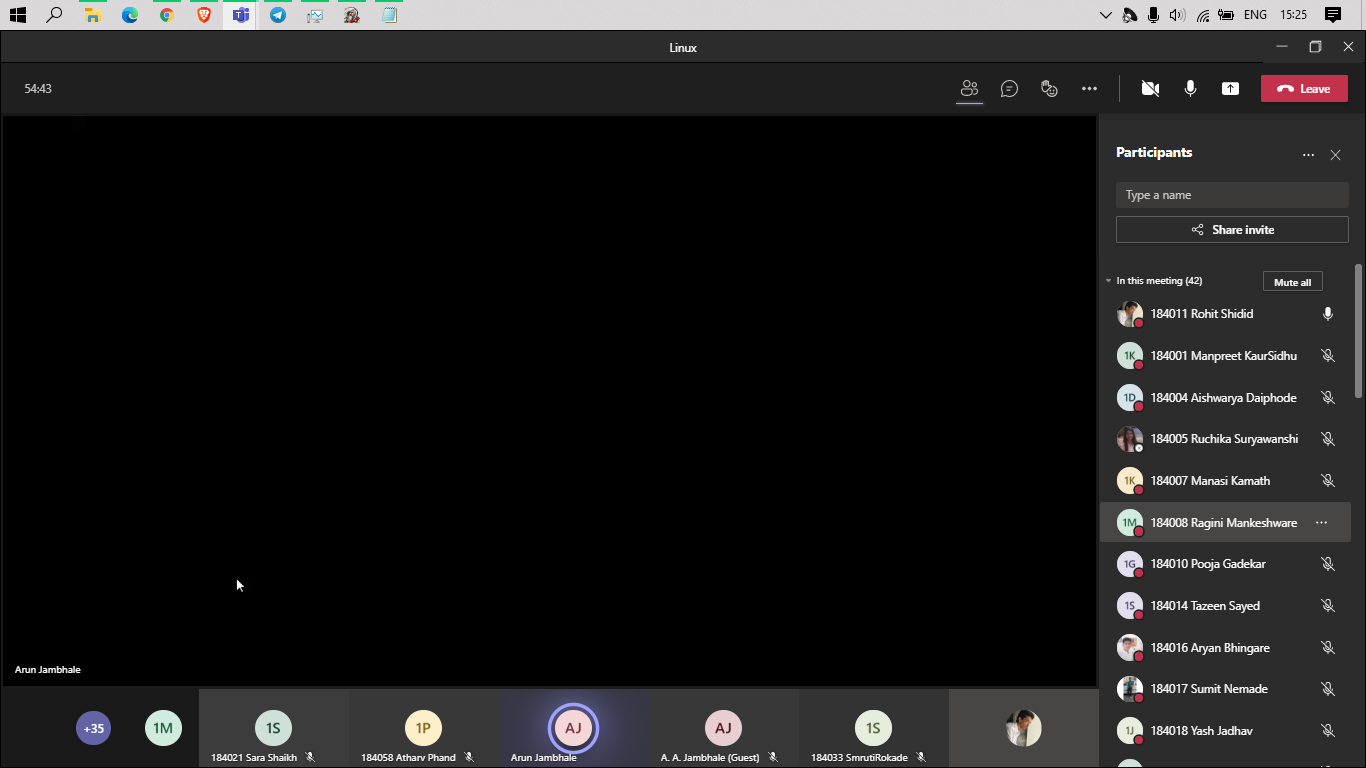 ENG
15:25
Linux
54:43
Leave
Participants
Type a name
Share invite
In this meeting (42)
Mute all
184011 Rohit Shidid
1K
184001 Manpreet KaurSidhu
1D
184004 Aishwarya Daiphode
184005 Ruchika Suryawanshi
1K
184007 Manasi Kamath
1M
184008 Ragini Mankeshware
1G
184010 Pooja Gadekar
1S
184014 Tazeen Sayed
184016 Aryan Bhingare
184017 Sumit Nemade
1J
184018 Yash Jadhav
Arun Jambhale
+35
1M
1S
184021 Sara Shaikh
1P
184058 Atharv Phand
AJ
Arun Jambhale
AJ
A. A. Jambhale (Guest)
1S
184033 SmrutiRokade